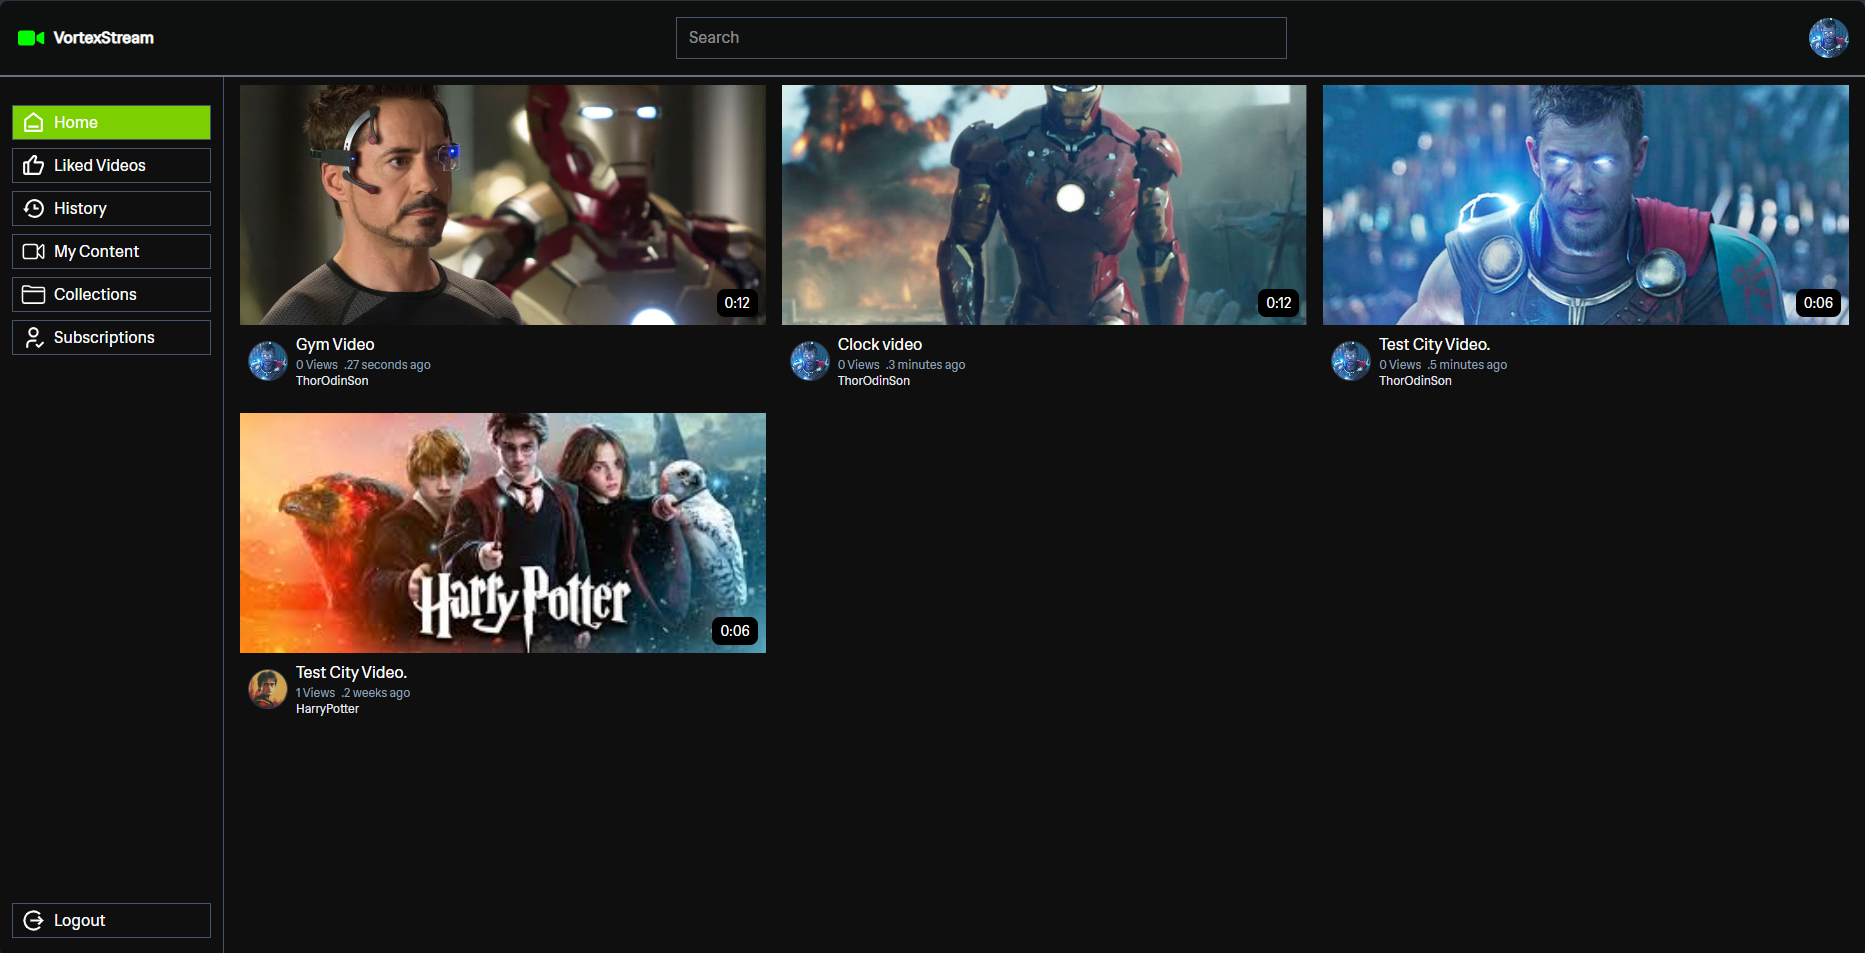 VortexStream
Search
Home
Liked Videos
History
My Content
Collections
Subscriptions
Logout
0:12
Gym Video
0 Views .27 seconds ago
ThorOdinSon
0:12
Clock video
0 Views .3 minutes ago
ThorOdinSon
0:06
Test City Video.
0 Views .5 minutes ago
ThorOdinSon
Harry Potter
0:06
Test City Video.
1 Views .2 weeks ago
HarryPotter